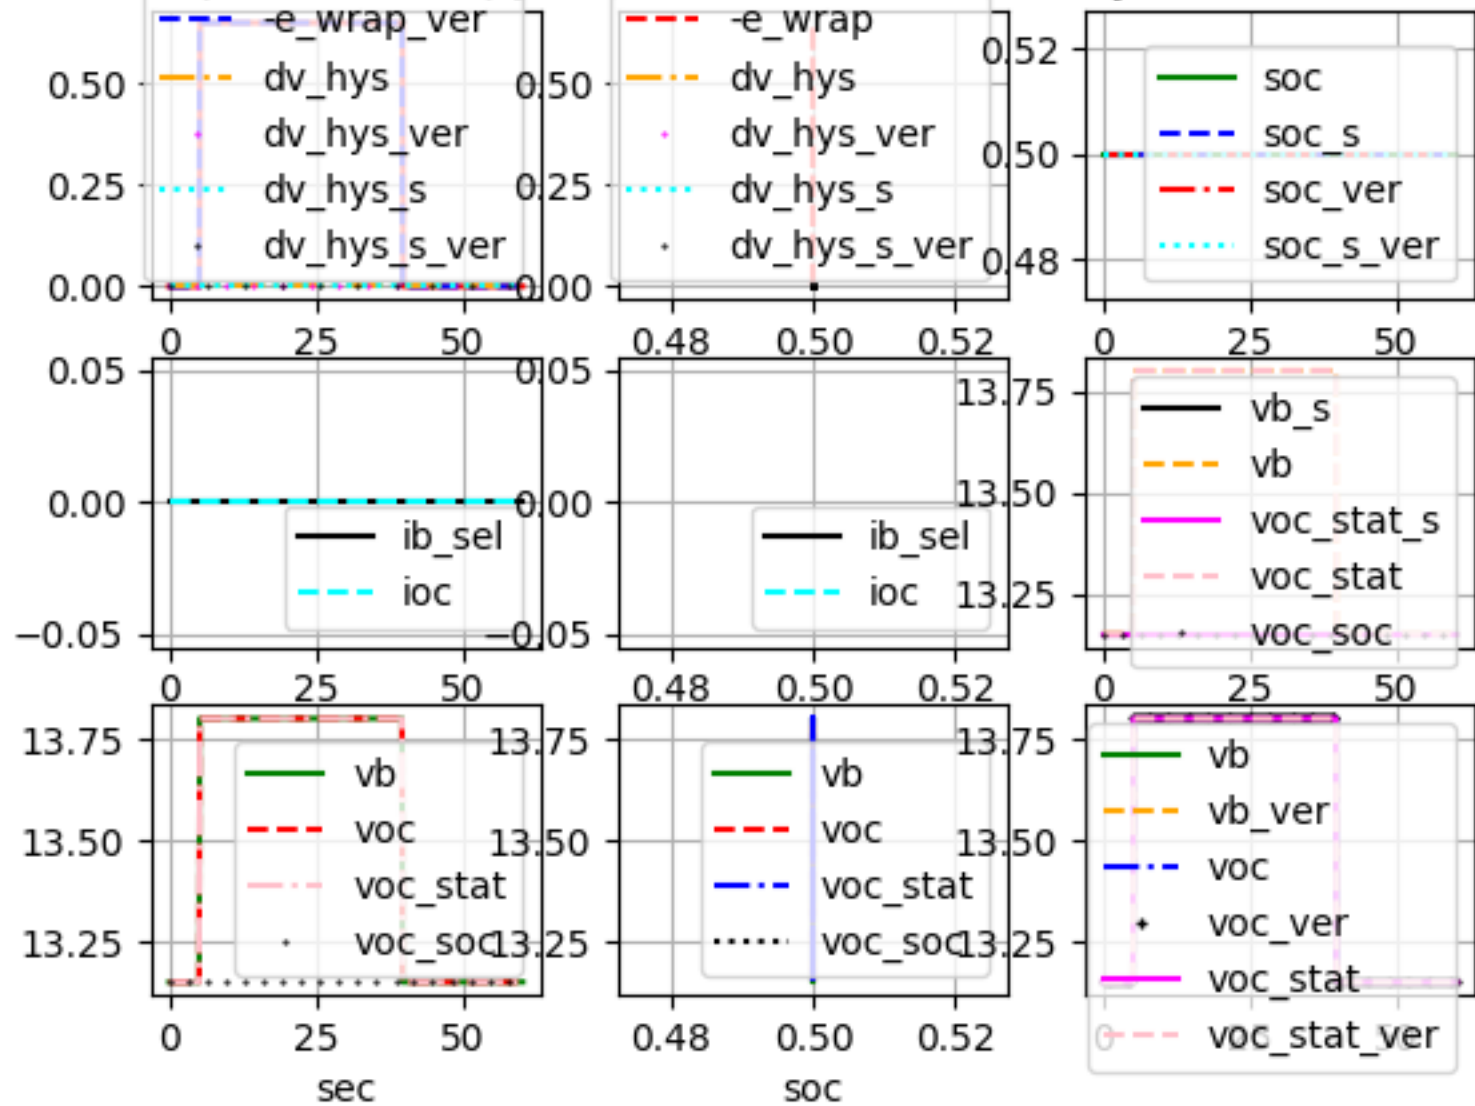 -e_wrap_ver
dv_hys
dv_hys_ver
dv_hys_s
dv_hys_s_ver
0.50
0.25
0.00
0 25 50
-e_wrap
dv_hys
dv_hys_ver
dv_hys_s
dv_hys_s_ver
0.50
0.25
0.00
0.48 0.50 0.52
soc
soc_s
soc_ver
soc_s_ver
0.52
0.50
0.48
0 25 50
0.05
0.00
−0.05
ib_sel
ioc
0 25 50
0.05
0.00
−0.05
ib_sel
ioc
0.48 0.50 0.52
13.75
13.50
13.25
vb_s
vb
voc_stat_s
voc_stat
voc_soc
0 25 50
13.75
13.50
13.25
vb
voc
voc_stat
voc_soc
0 25 50
sec
13.75
13.50
13.25
vb
voc
voc_stat
voc_soc
0.48 0.50 0.52
soc
13.75
13.50
13.25
vb
vb_ver
voc
voc_ver
voc_stat
voc_stat_ver
0 25 50